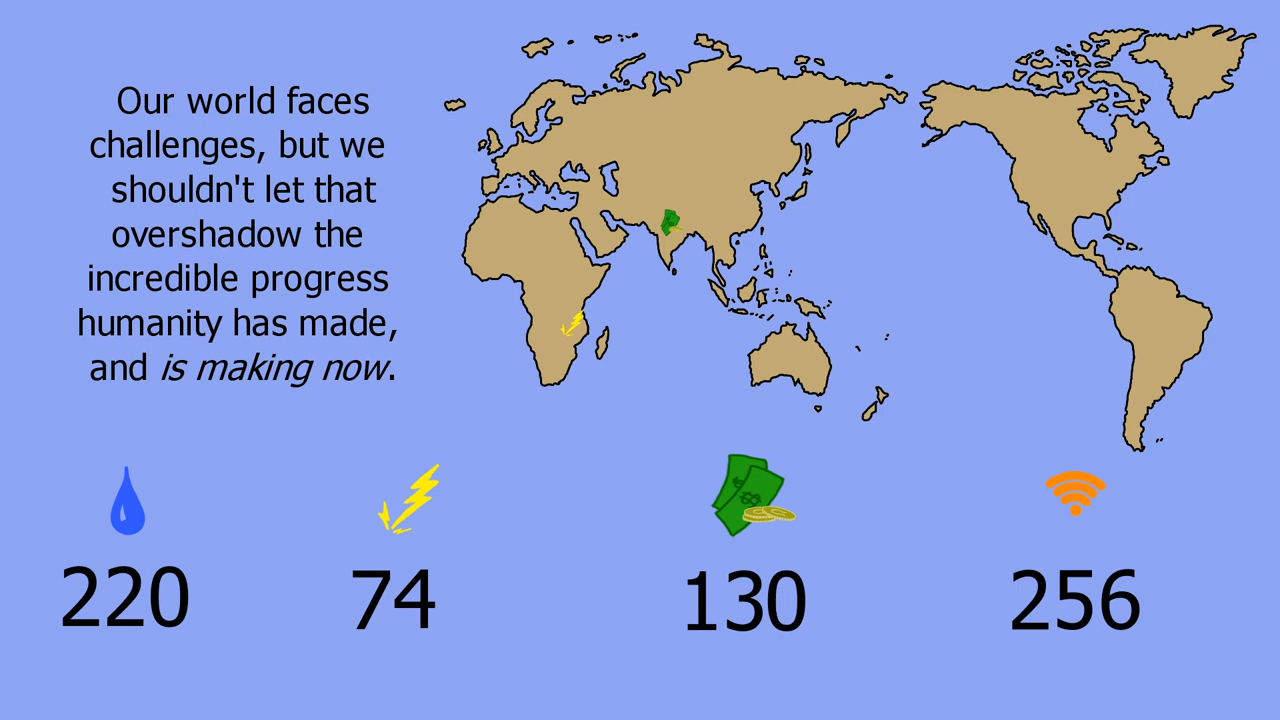 Our world faces
challenges, but we
shouldn't let that
overshadow the
incredible progress
humanity has made,
and is making now.
220
74
130
256